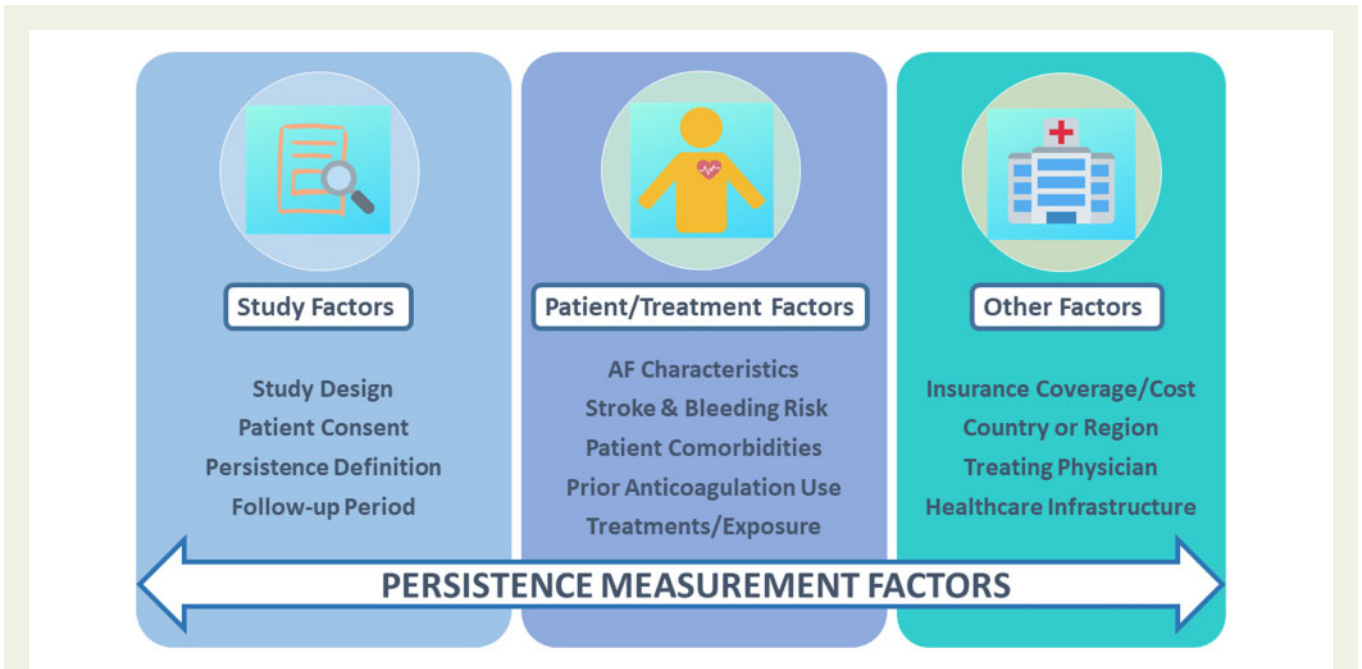 Study Factors
Study Design
Patient Consent
Persistence Definition
Follow-up Period
Patient/Treatment Factors
AF Characteristics
Stroke & Bleeding Risk
Patient Comorbidities
Prior Anticoagulation Use
Treatments/Exposure
Other Factors
Insurance Coverage/Cost
Country or Region
Treating Physician
Healthcare Infrastructure
PERSISTENCE MEASUREMENT FACTORS